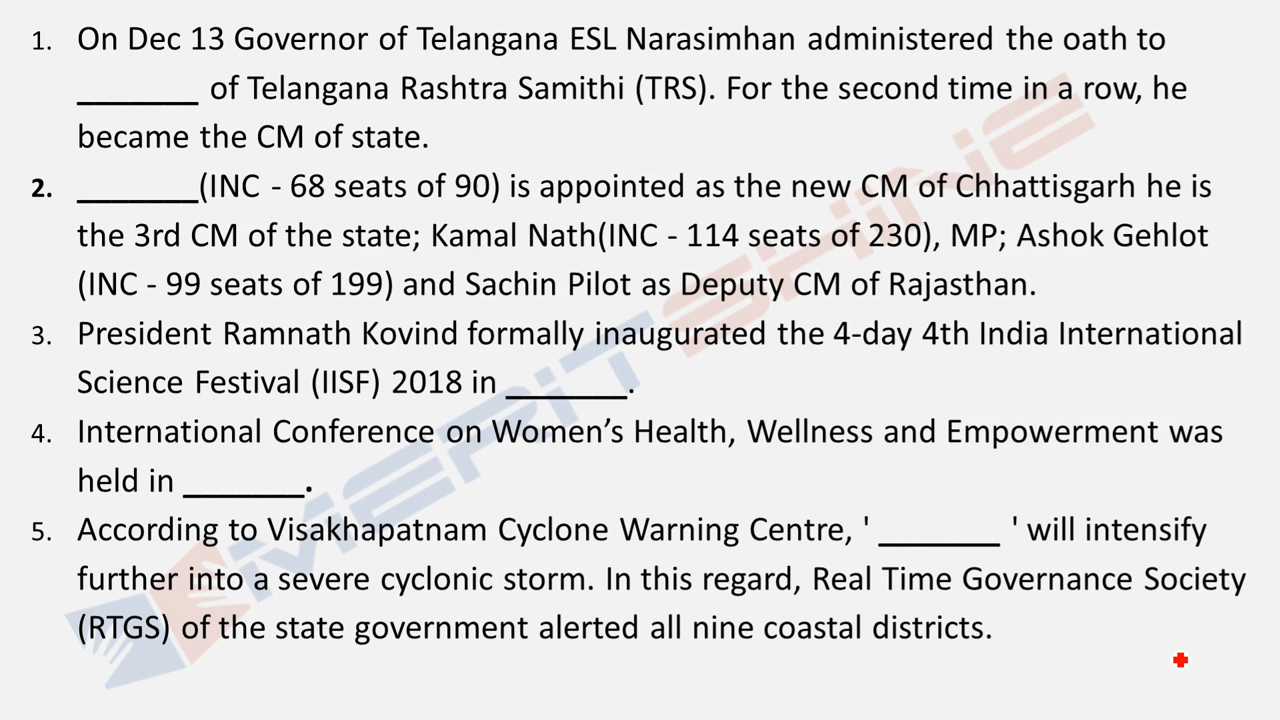 1. On Dec 13 Governor of Telangana ESL Narasimhan administered the oath to
_______ of Telangana Rashtra Samithi (TRS). For the second time in a row, he
became the CM of state.
2. _______(INC - 68 seats of 90) is appointed as the new CM of Chhattisgarh he is
the 3rd CM of the state; Kamal Nath(INC - 114 seats of 230), MP; Ashok Gehlot
(INC - 99 seats of 199) and Sachin Pilot as Deputy CM of Rajasthan.
3. President Ramnath Kovind formally inaugurated the 4-day 4th India International
Science Festival (IISF) 2018 in _______.
4. International Conference on Women’s Health, Wellness and Empowerment was
held in _______.
5. According to Visakhapatnam Cyclone Warning Centre, ' _______ ' will intensify
further into a severe cyclonic storm. In this regard, Real Time Governance Society
(RTGS) of the state government alerted all nine coastal districts.
MERiT SHiNE